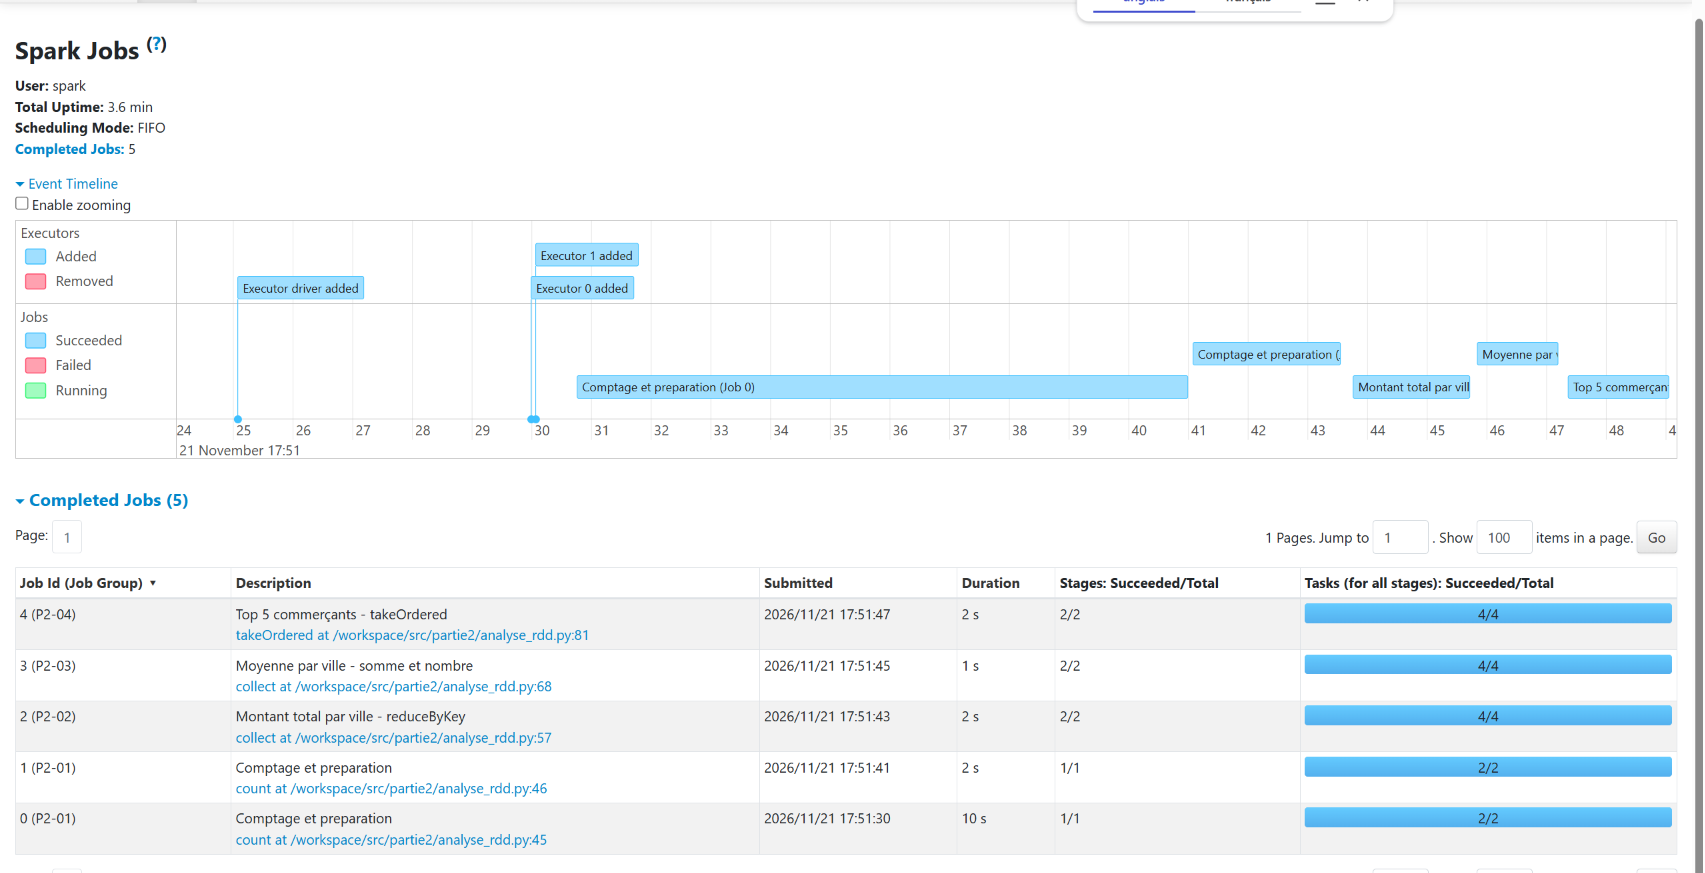 Spark Jobs (?)
User: spark
Total Uptime: 3.6 min
Scheduling Mode: FIFO
Completed Jobs: 5
Event Timeline
Enable zooming
Executors
Added
Removed
Executor driver added
Executor 1 added
Executor 0 added
Jobs
Succeeded
Failed
Running
Comptage et preparation (Job 0)
Comptage et preparation (
Montant total par vill
Moyenne par
Top 5 commerçan
24 25 26 27 28 29 30 31 32 33 34 35 36 37 38 39 40 41 42 43 44 45 46 47 48 4
21 November 17:51
Completed Jobs (5)
Page: 1
1 Pages. Jump to 1 . Show 100 items in a page. Go
Job Id (Job Group) ▾ Description Submitted Duration Stages: Succeeded/Total Tasks (for all stages): Succeeded/Total
4 (P2-04) Top 5 commerçants - takeOrdered 2026/11/21 17:51:47 2 s 2/2 4/4
takeOrdered at /workspace/src/partie2/analyse_rdd.py:81
3 (P2-03) Moyenne par ville - somme et nombre 2026/11/21 17:51:45 1 s 2/2 4/4
collect at /workspace/src/partie2/analyse_rdd.py:68
2 (P2-02) Montant total par ville - reduceByKey 2026/11/21 17:51:43 2 s 2/2 4/4
collect at /workspace/src/partie2/analyse_rdd.py:57
1 (P2-01) Comptage et preparation 2026/11/21 17:51:41 2 s 1/1 2/2
count at /workspace/src/partie2/analyse_rdd.py:46
0 (P2-01) Comptage et preparation 2026/11/21 17:51:30 10 s 1/1 2/2
count at /workspace/src/partie2/analyse_rdd.py:45